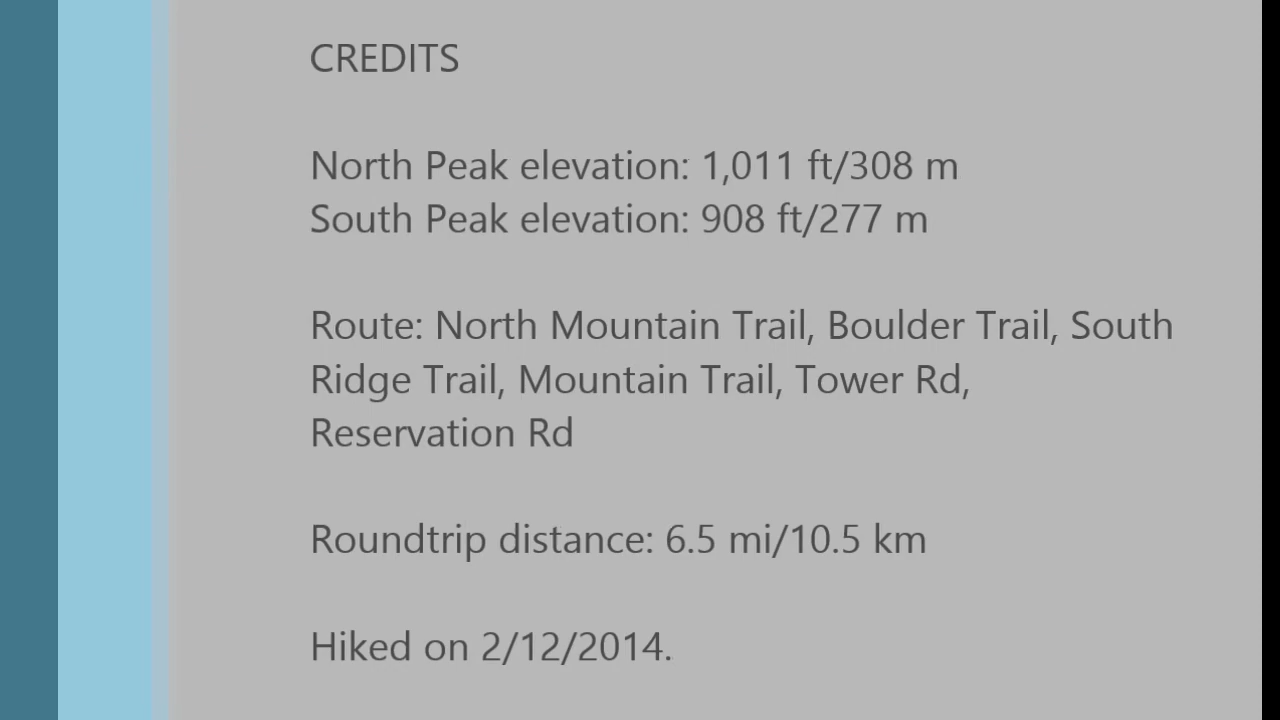 CREDITS
North Peak elevation: 1,011 ft/308 m
South Peak elevation: 908 ft/277 m
Route: North Mountain Trail, Boulder Trail, South
Ridge Trail, Mountain Trail, Tower Rd,
Reservation Rd
Roundtrip distance: 6.5 mi/10.5 km
Hiked on 2/12/2014.